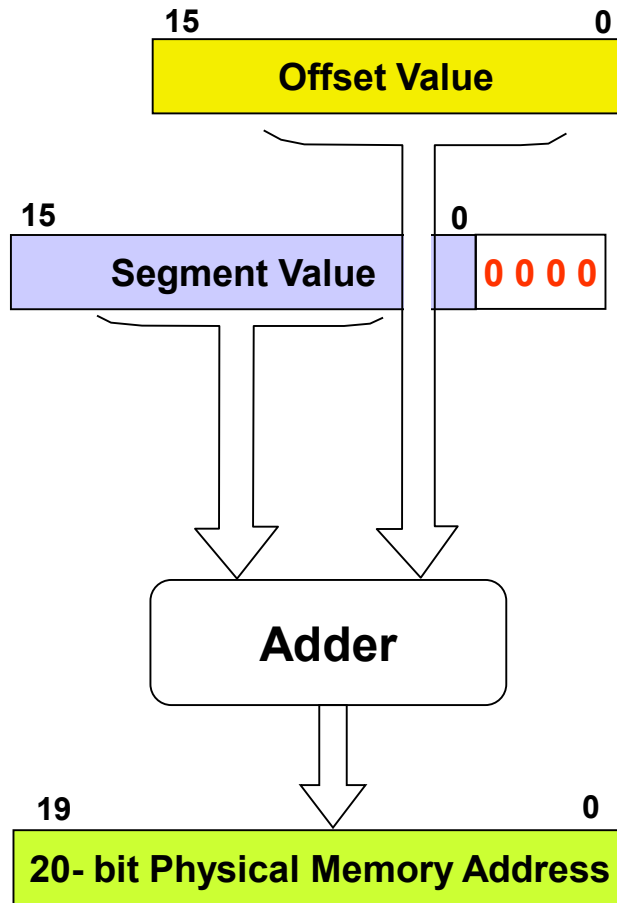 15 0
Offset Value
15 0
Segment Value 0 0 0 0
Adder
19 0
20- bit Physical Memory Address